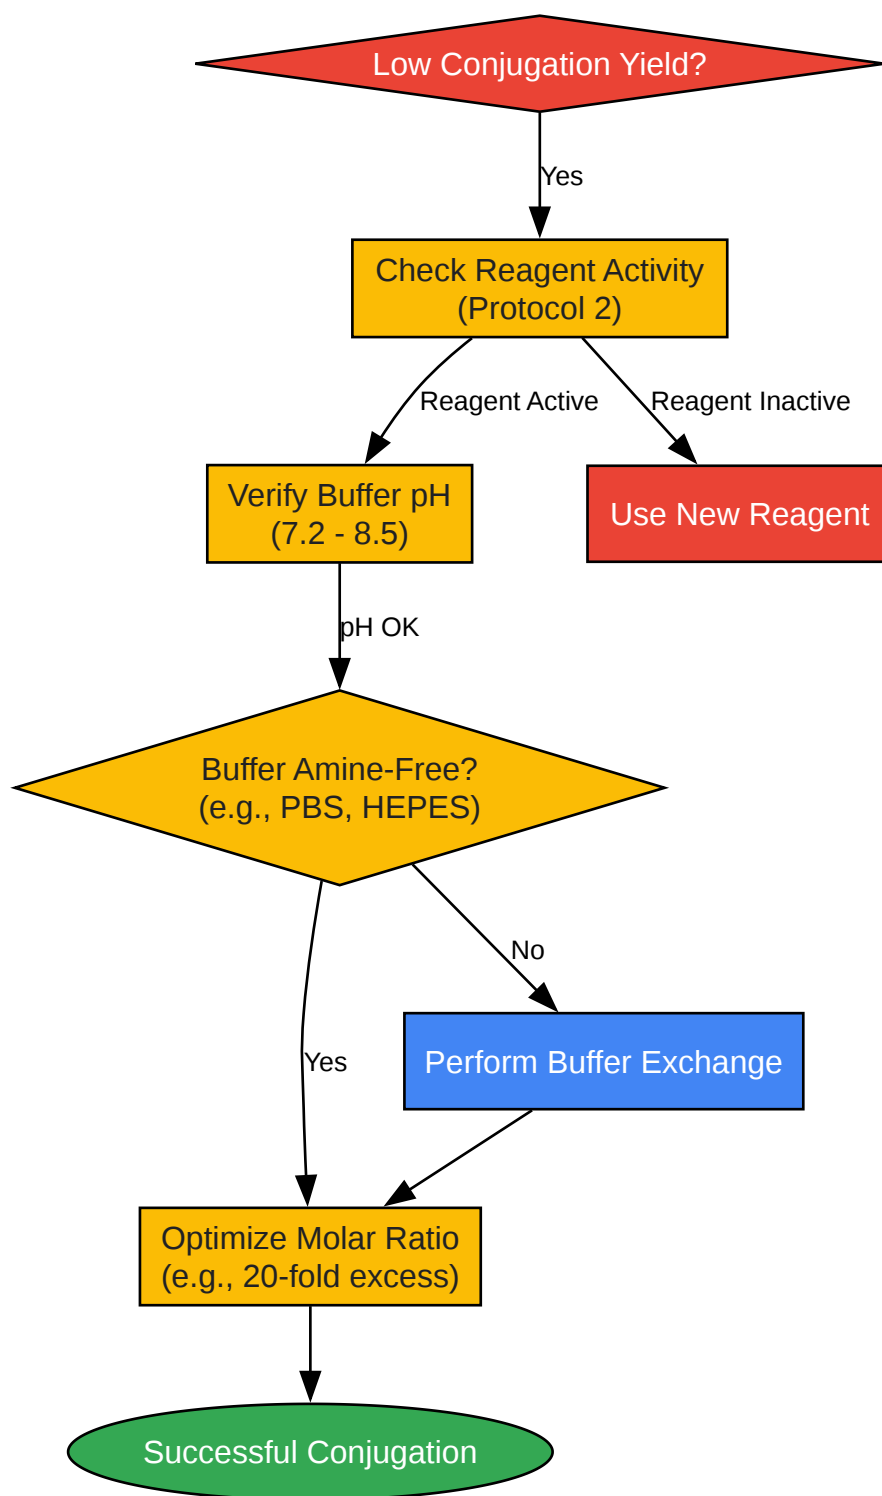 Low Conjugation Yield?
Yes
Check Reagent Activity
(Protocol 2)
Reagent Active
Reagent Inactive
Verify Buffer pH
(7.2 - 8.5)
Use New Reagent
pH OK
Buffer Amine-Free?
(e.g., PBS, HEPES)
No
Yes
Perform Buffer Exchange
Optimize Molar Ratio
(e.g., 20-fold excess)
Successful Conjugation